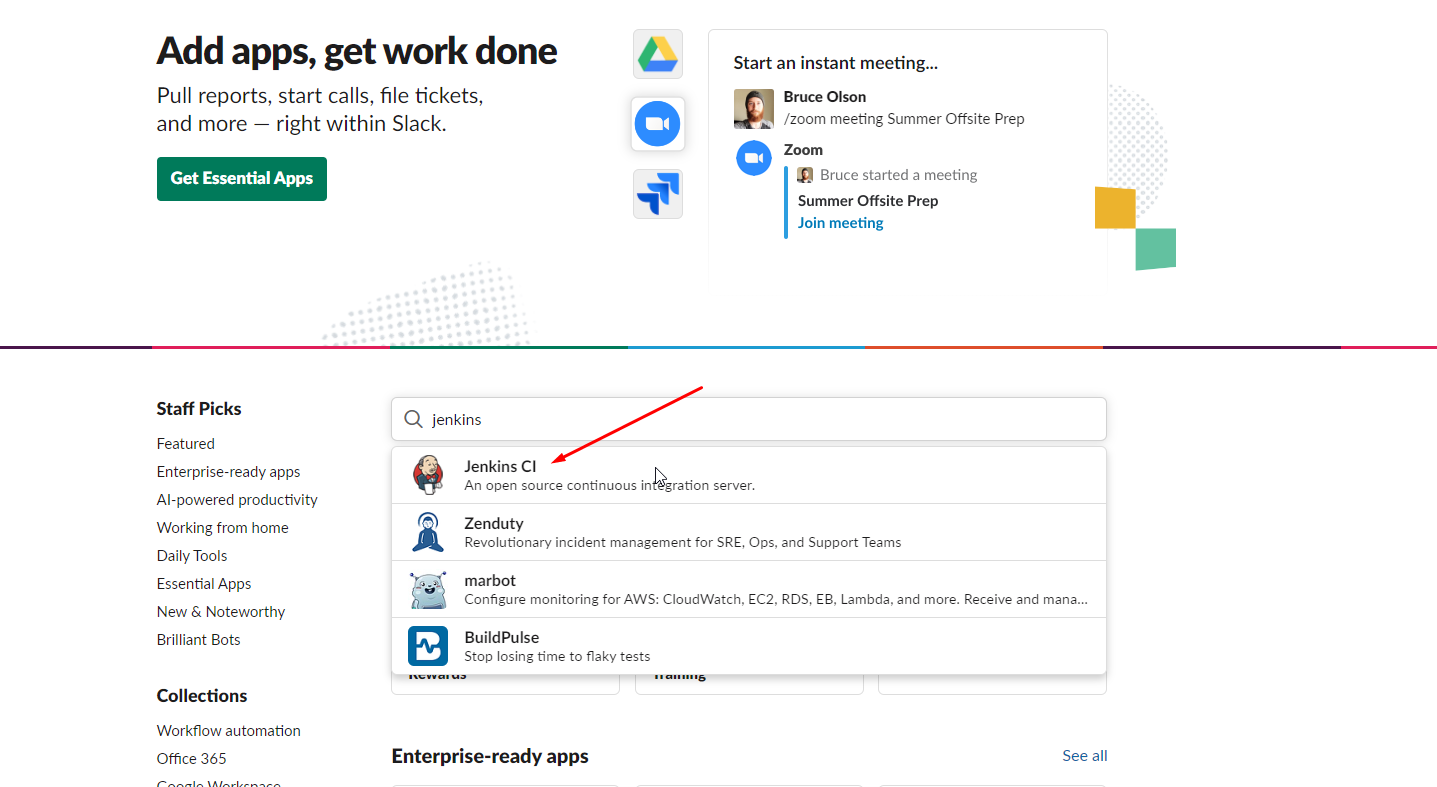 Add apps, get work done
Pull reports, start calls, file tickets,
and more — right within Slack.
Get Essential Apps
Start an instant meeting...
Bruce Olson
/zoom meeting Summer Offsite Prep
Zoom
Bruce started a meeting
Summer Offsite Prep
Join meeting
Staff Picks
Featured
Enterprise-ready apps
AI-powered productivity
Working from home
Daily Tools
Essential Apps
New & Noteworthy
Brilliant Bots
Collections
Workflow automation
Office 365
Google Workspace
jenkins
Jenkins CI
An open source continuous integration server.
Zenduty
Revolutionary incident management for SRE, Ops, and Support Teams
marbot
Configure monitoring for AWS: CloudWatch, EC2, RDS, EB, Lambda, and more. Receive and mana...
BuildPulse
Stop losing time to flaky tests
Rewards
Training
Enterprise-ready apps
See all